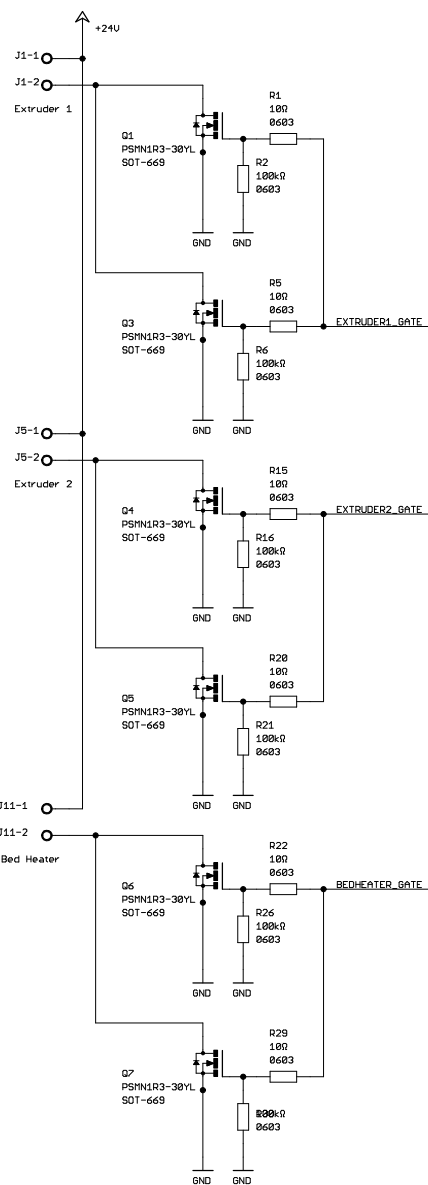 +24V
J1-1
J1-2
Extruder 1
R1
10Ω
0603
Q1
PSMN1R3-30YL
SOT-669
R2
100kΩ
0603
GND GND
R5
10Ω
0603
EXTRUDER1_GATE
Q3
PSMN1R3-30YL
SOT-669
R6
100kΩ
0603
GND GND
J5-1
J5-2
Extruder 2
R15
10Ω
0603
EXTRUDER2_GATE
Q4
PSMN1R3-30YL
SOT-669
R16
100kΩ
0603
GND GND
R20
10Ω
0603
Q5
PSMN1R3-30YL
SOT-669
R21
100kΩ
0603
GND GND
J11-1
J11-2
Bed Heater
R22
10Ω
0603
BEDHEATER_GATE
Q6
PSMN1R3-30YL
SOT-669
R26
100kΩ
0603
GND GND
R29
10Ω
0603
Q7
PSMN1R3-30YL
SOT-669
0603
GND GND